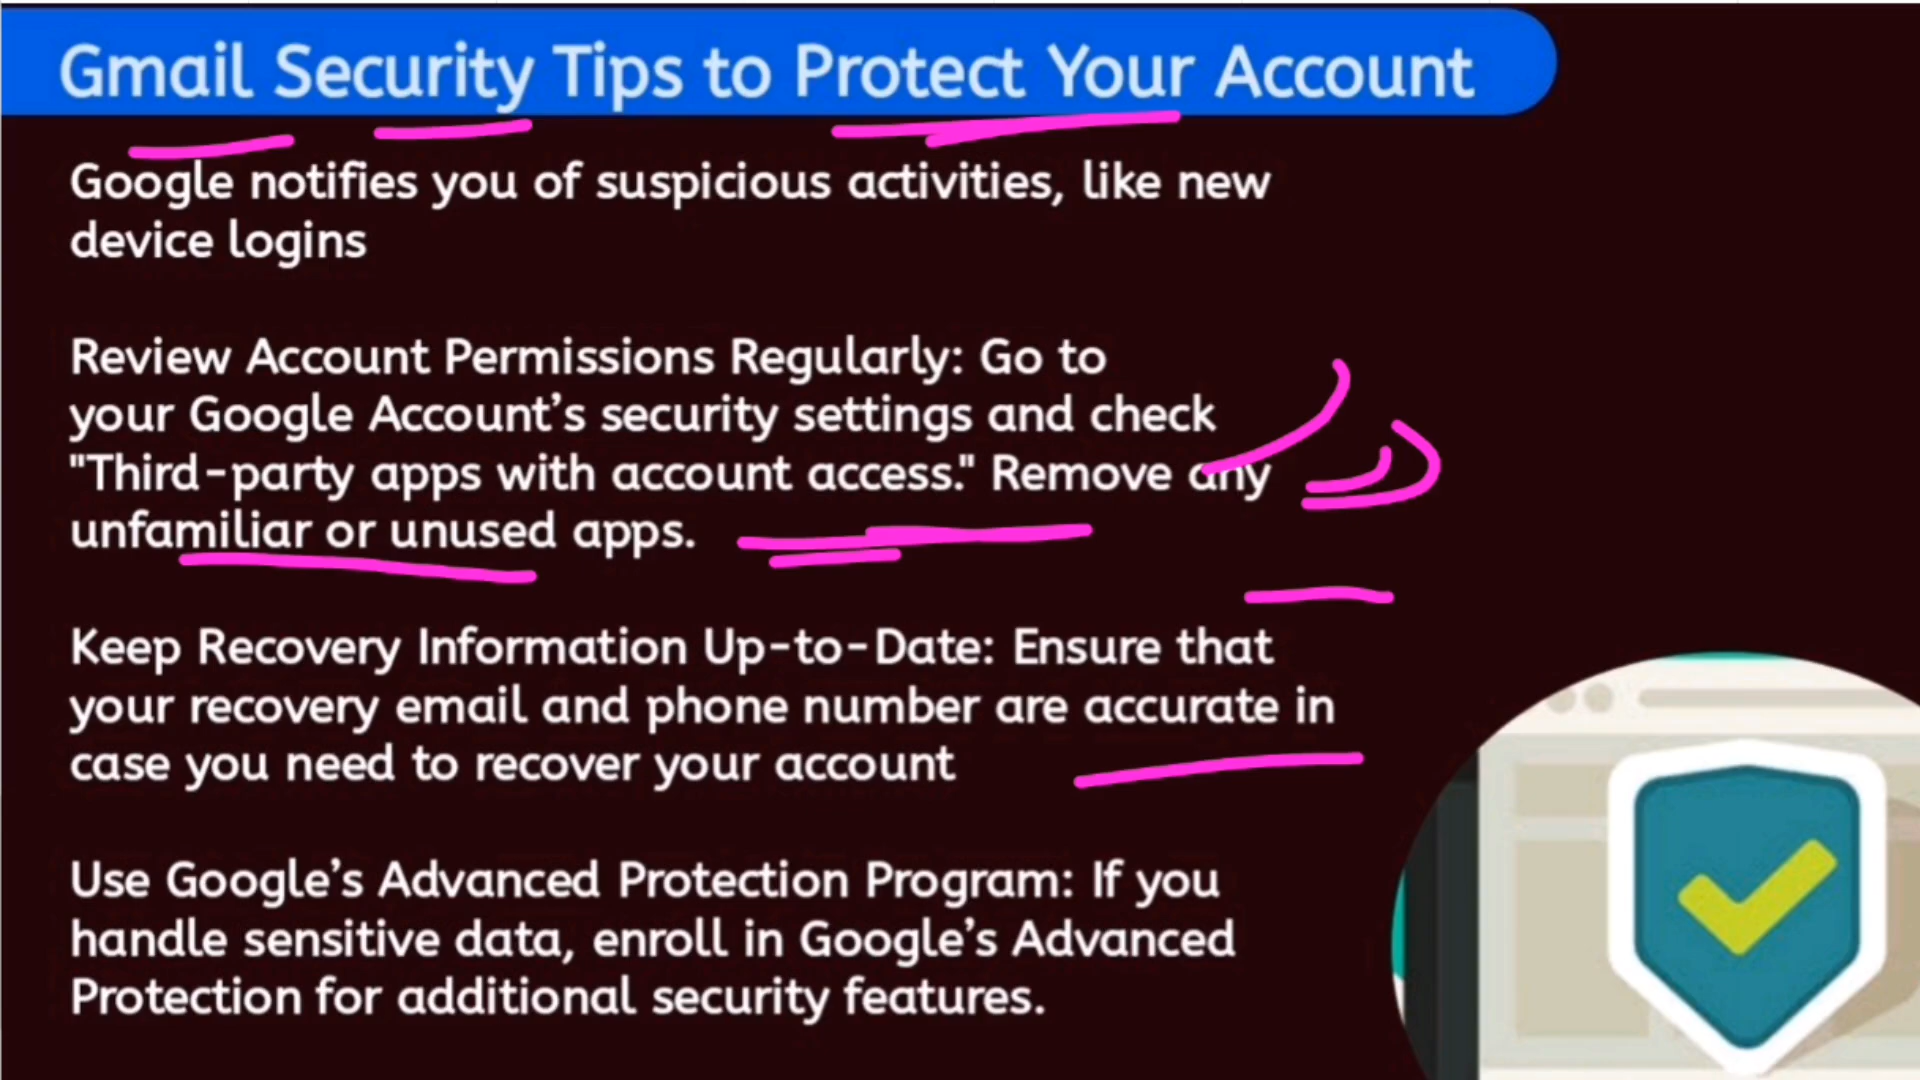 Gmail Security Tips to Protect Your Account
Google notifies you of suspicious activities, like new
device logins
Review Account Permissions Regularly: Go to
your Google Account’s security settings and check
"Third-party apps with account access." Remove any
unfamiliar or unused apps.
Keep Recovery Information Up-to-Date: Ensure that
your recovery email and phone number are accurate in
case you need to recover your account
Use Google’s Advanced Protection Program: If you
handle sensitive data, enroll in Google’s Advanced
Protection for additional security features.